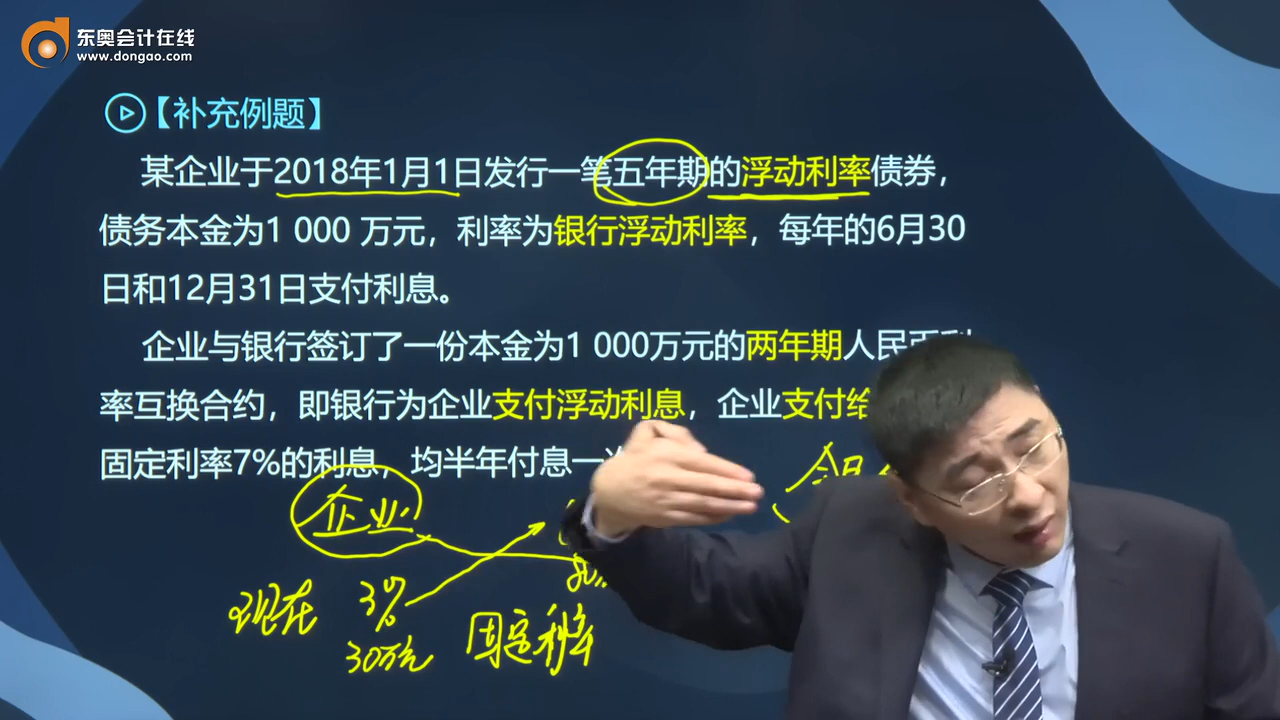 东奥会计在线
www.dongao.com
【补充例题】
某企业于2018年1月1日发行一笔五年期的浮动利率债券，
债务本金为1 000 万元，利率为银行浮动利率，每年的6月30
日和12月31日支付利息。
企业与银行签订了一份本金为1 000万元的两年期人民币利
率互换合约，即银行为企业支付浮动利息，企业支付给
固定利率7%的利息，均半年付息一
企业
现在 3%
30万元 固定利率